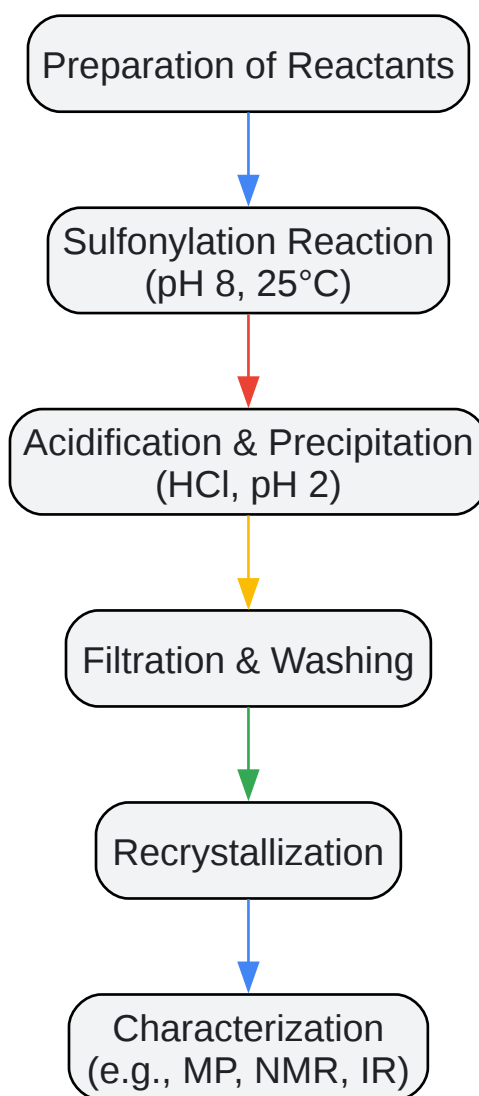 Preparation of Reactants
Sulfonylation Reaction
(pH 8, 25°C)
Acidification & Precipitation
(HCl, pH 2)
Filtration & Washing
Recrystallization
Characterization
(e.g., MP, NMR, IR)